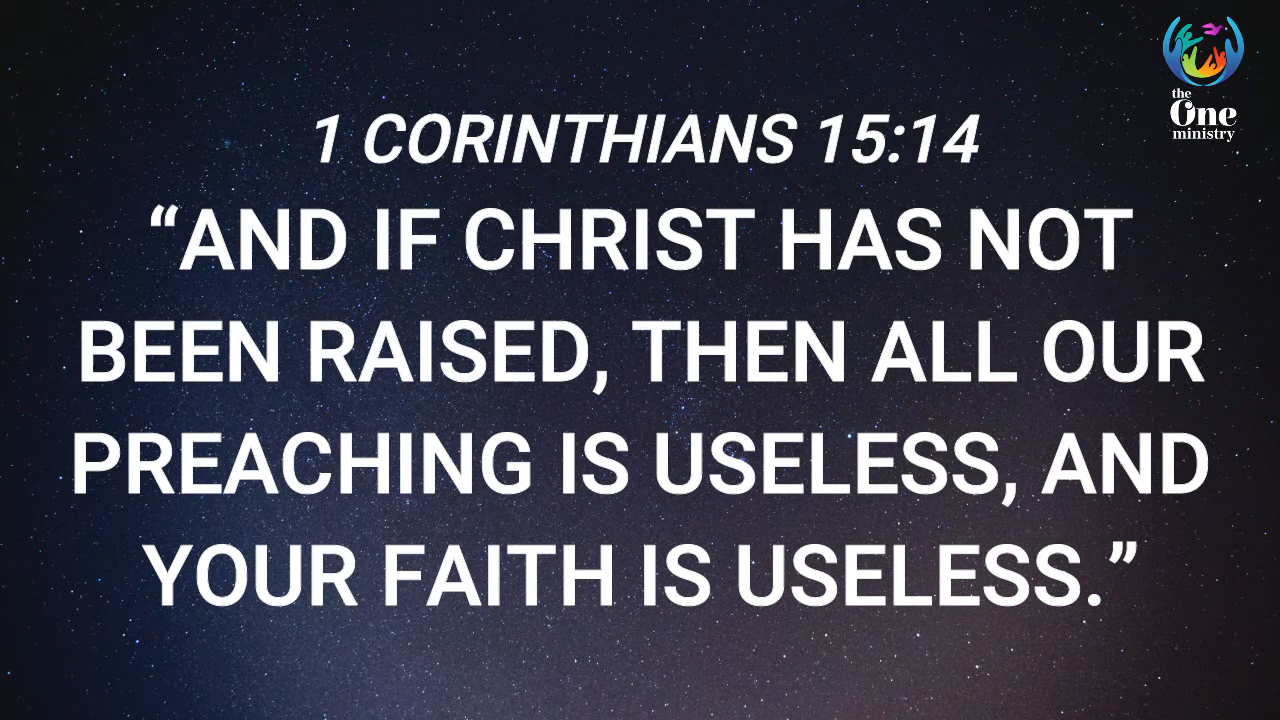 the
One
ministry
1 CORINTHIANS 15:14
“AND IF CHRIST HAS NOT
BEEN RAISED, THEN ALL OUR
PREACHING IS USELESS, AND
YOUR FAITH IS USELESS.”